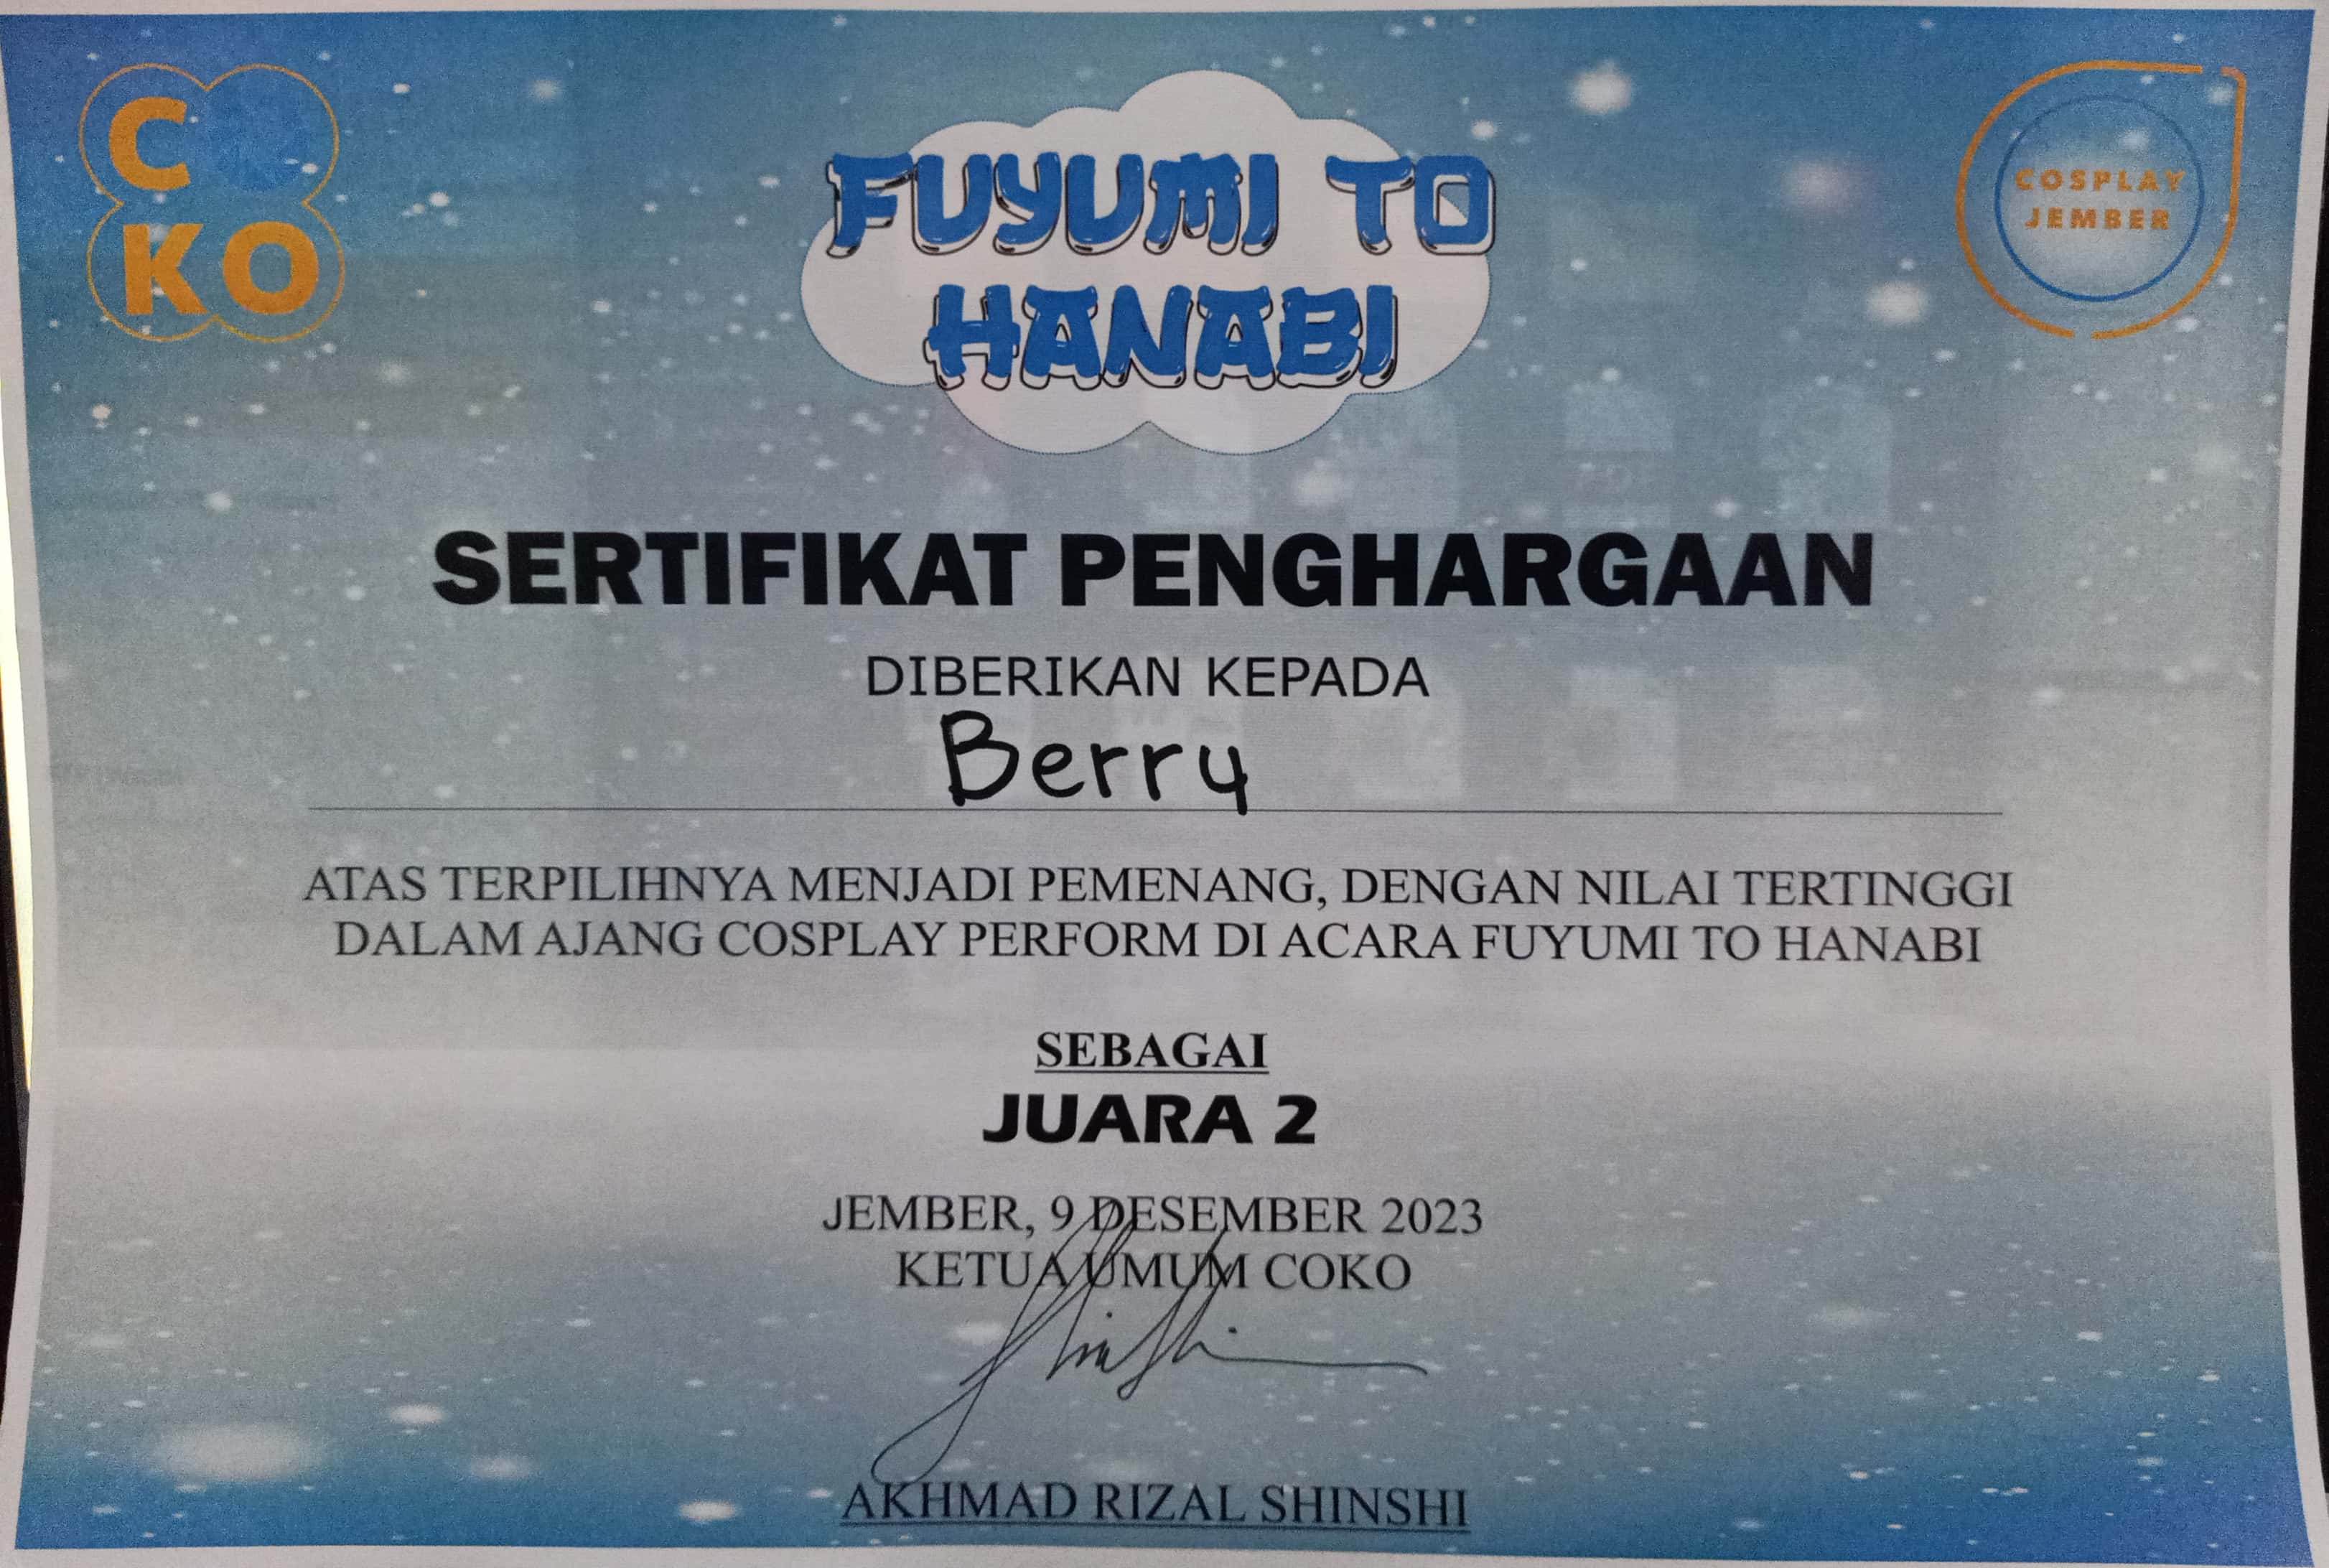 CO
KO
FUYUMI TO
HANABI
COSPLAY
JEMBER
SERTIFIKAT PENGHARGAAN
DIBERIKAN KEPADA
Berry
ATAS TERPILIHNYA MENJADI PEMENANG, DENGAN NILAI TERTINGGI
DALAM AJANG COSPLAY PERFORM DI ACARA FUYUMI TO HANABI
SEBAGAI
JUARA 2
JEMBER, 9 DESEMBER 2023
KETUA UMUM COKO
AKHMAD RIZAL SHINSHI